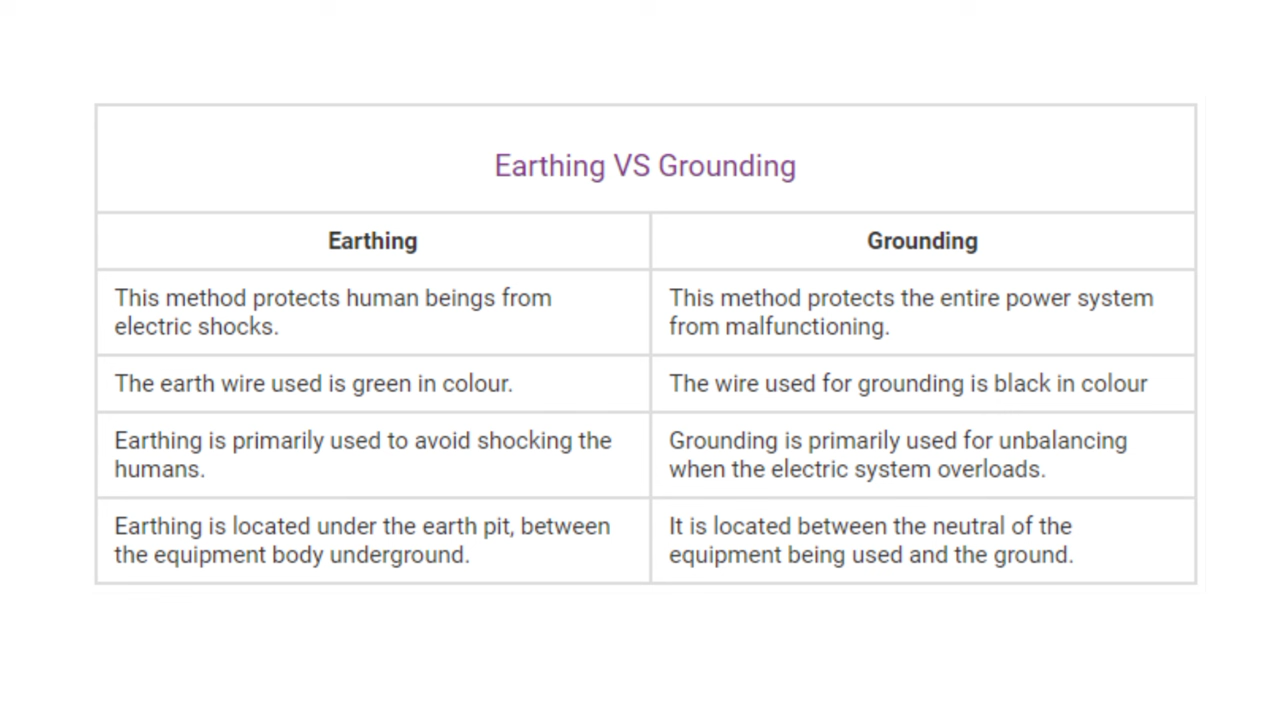 Earthing VS Grounding
Earthing
Grounding
This method protects human beings from
electric shocks.
This method protects the entire power system
from malfunctioning.
The earth wire used is green in colour.
The wire used for grounding is black in colour
Earthing is primarily used to avoid shocking the
humans.
Grounding is primarily used for unbalancing
when the electric system overloads.
Earthing is located under the earth pit, between
the equipment body underground.
It is located between the neutral of the
equipment being used and the ground.